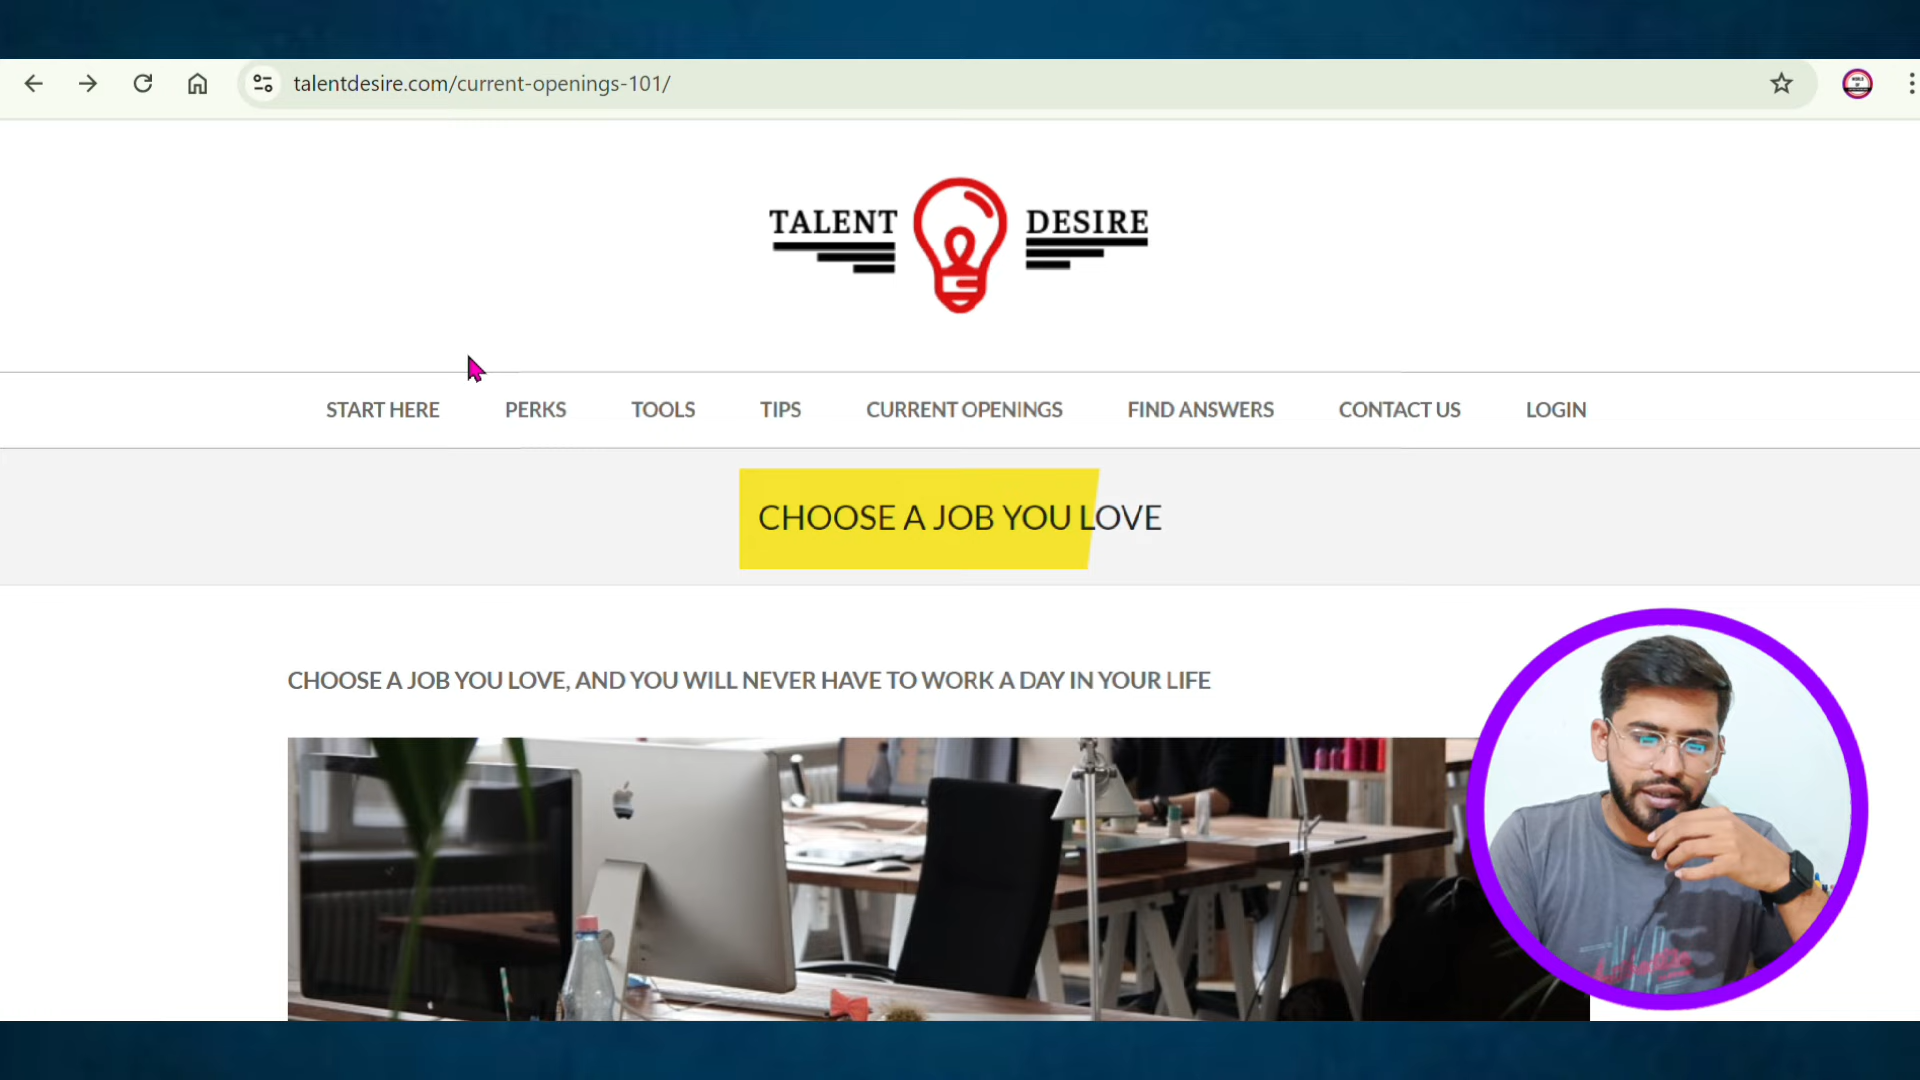 talentdesire.com/current-openings-101/
TALENT DESIRE
START HERE PERKS TOOLS TIPS CURRENT OPENINGS FIND ANSWERS CONTACT US LOGIN
CHOOSE A JOB YOU LOVE
CHOOSE A JOB YOU LOVE, AND YOU WILL NEVER HAVE TO WORK A DAY IN YOUR LIFE